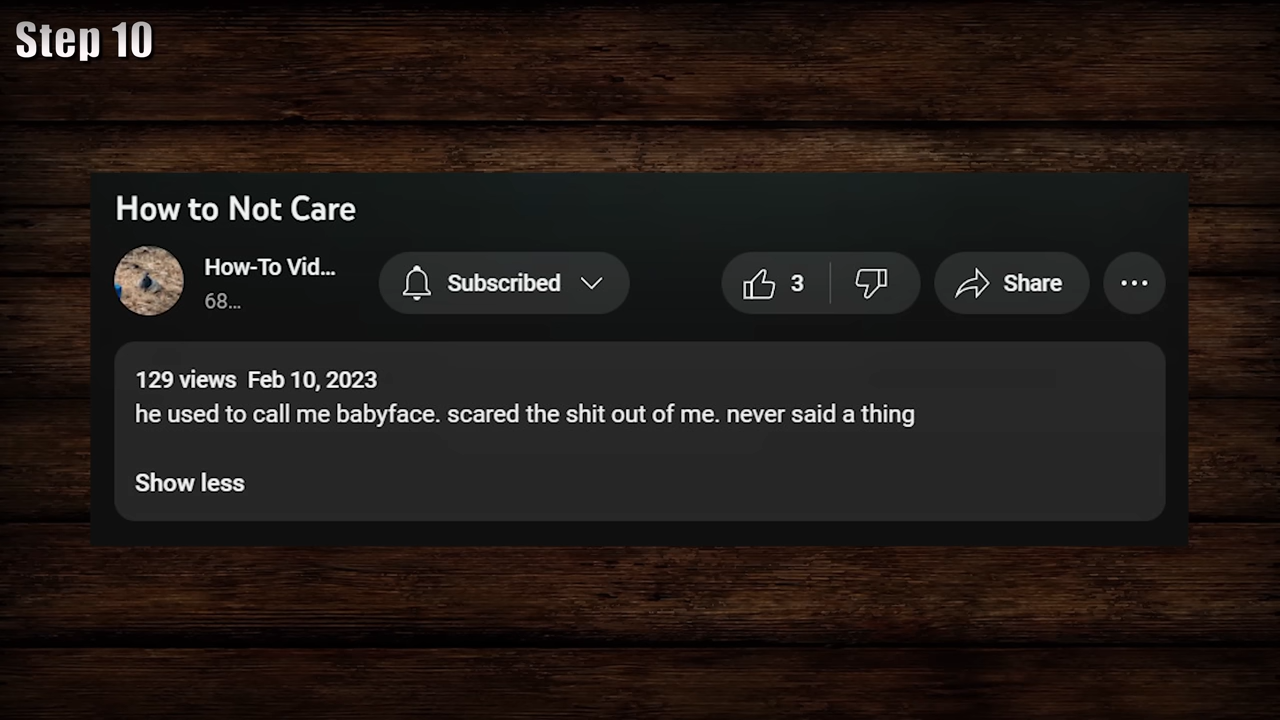 Step 10
How to Not Care
How-To Vid...
68...
Subscribed
3
Share
129 views Feb 10, 2023
he used to call me babyface. scared the shit out of me. never said a thing
Show less